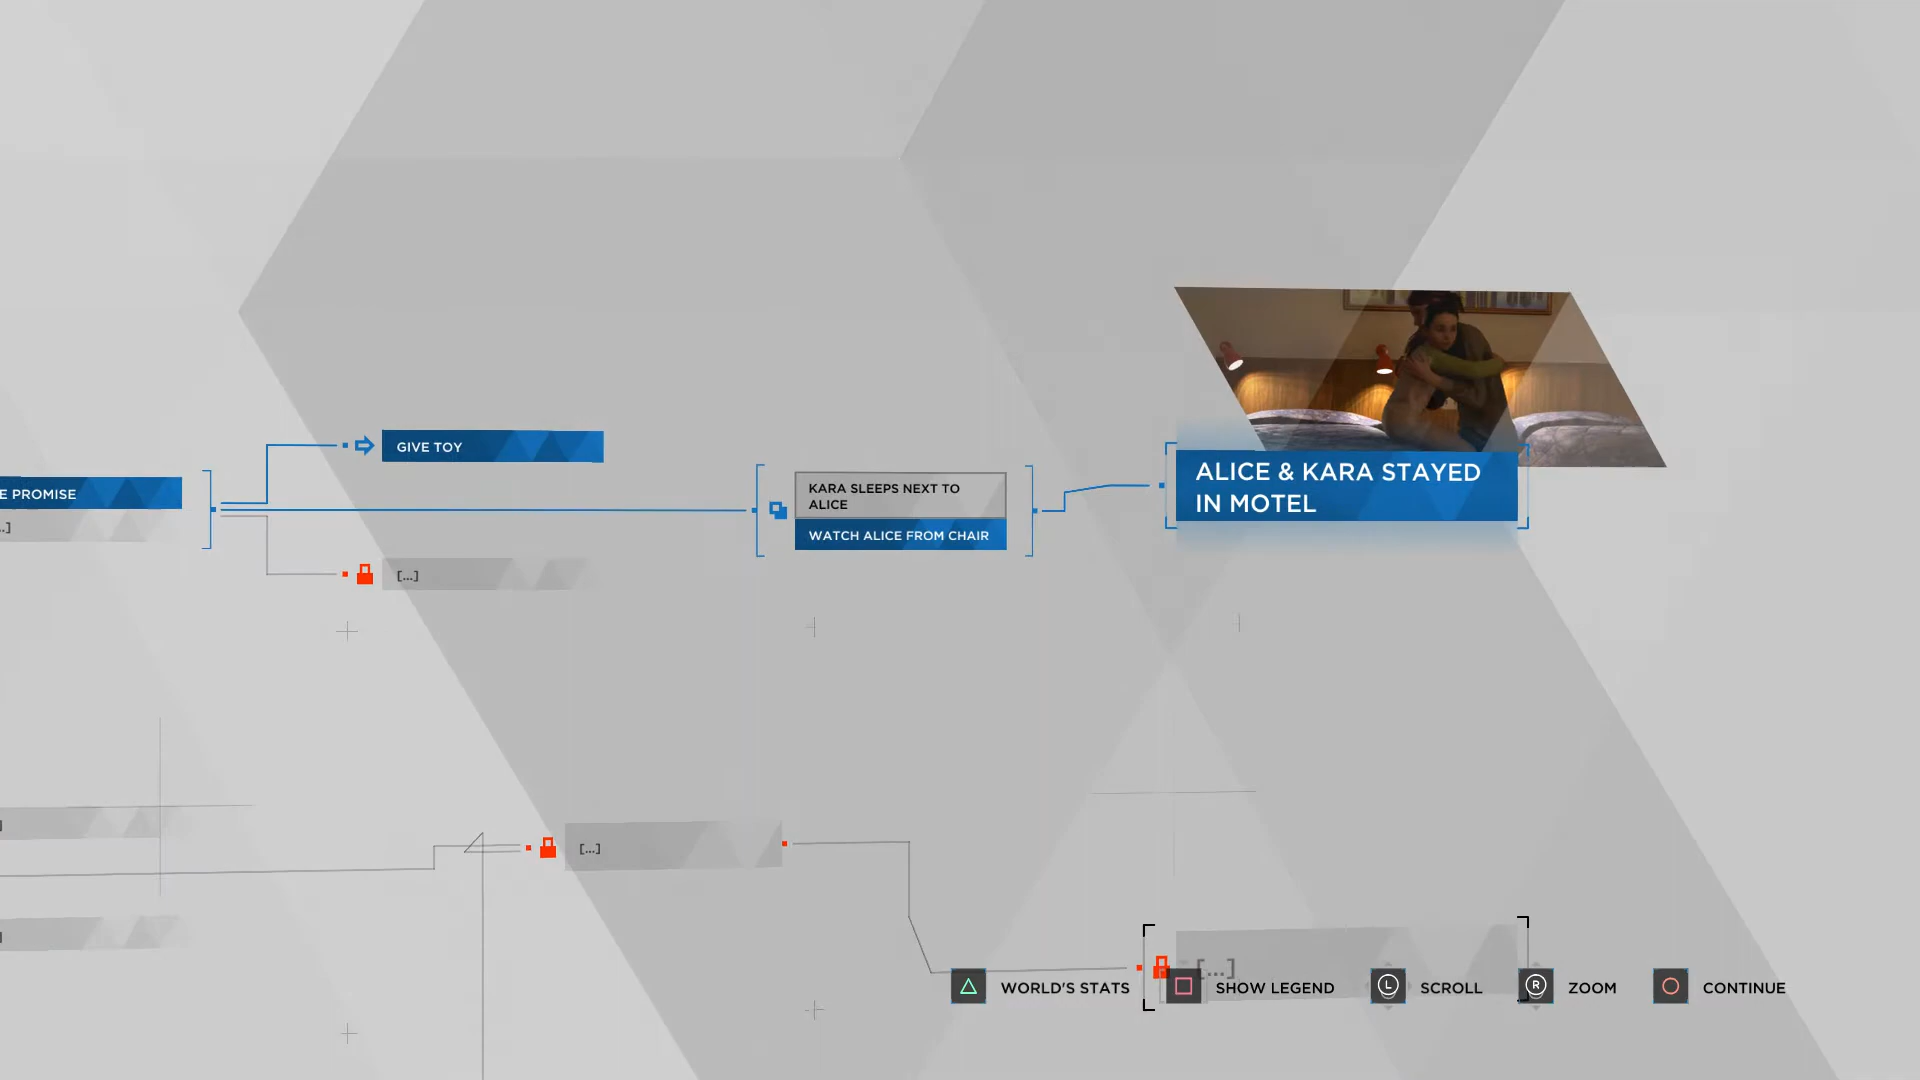 ALICE & KARA STAYED
IN MOTEL
GIVE TOY
E PROMISE
..]
KARA SLEEPS NEXT TO
ALICE
WATCH ALICE FROM CHAIR
[...]
]
[...]
]
[...]
WORLD'S STATS
SHOW LEGEND
L
SCROLL
R
ZOOM
CONTINUE